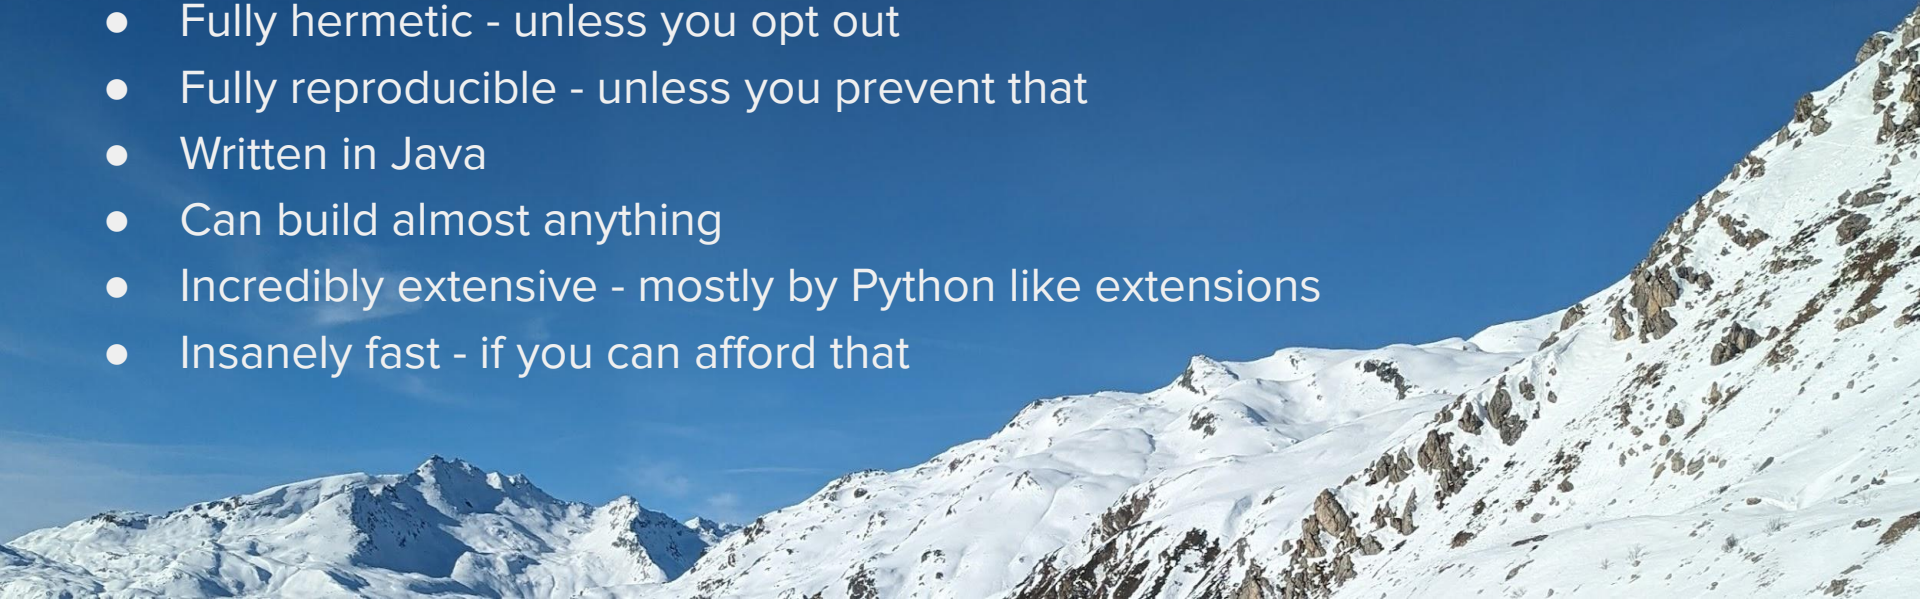 ● Fully hermetic - unless you opt out
● Fully reproducible - unless you prevent that
● Written in Java
● Can build almost anything
● Incredibly extensive - mostly by Python like extensions
● Insanely fast - if you can afford that